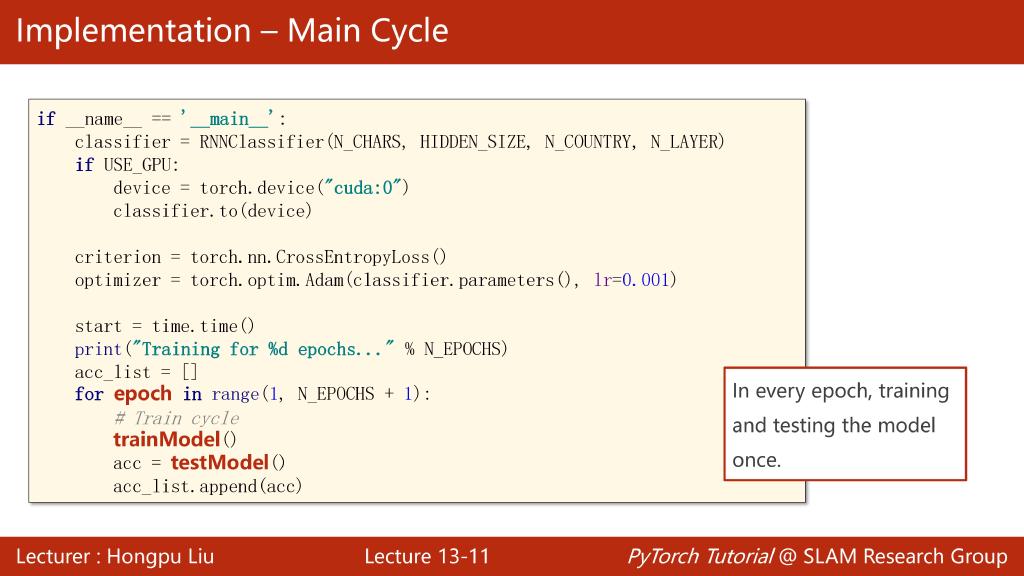 Implementation – Main Cycle
if __name__ == '__main__':
    classifier = RNNClassifier(N_CHARS, HIDDEN_SIZE, N_COUNTRY, N_LAYER)
    if USE_GPU:
        device = torch.device("cuda:0")
        classifier.to(device)
    criterion = torch.nn.CrossEntropyLoss()
    optimizer = torch.optim.Adam(classifier.parameters(), lr=0.001)
    start = time.time()
    print("Training for %d epochs..." % N_EPOCHS)
    acc_list = []
    for epoch in range(1, N_EPOCHS + 1):
        # Train cycle
        trainModel()
        acc = testModel()
        acc_list.append(acc)
In every epoch, training
and testing the model
once.
Lecturer : Hongpu Liu Lecture 13-11 PyTorch Tutorial @ SLAM Research Group